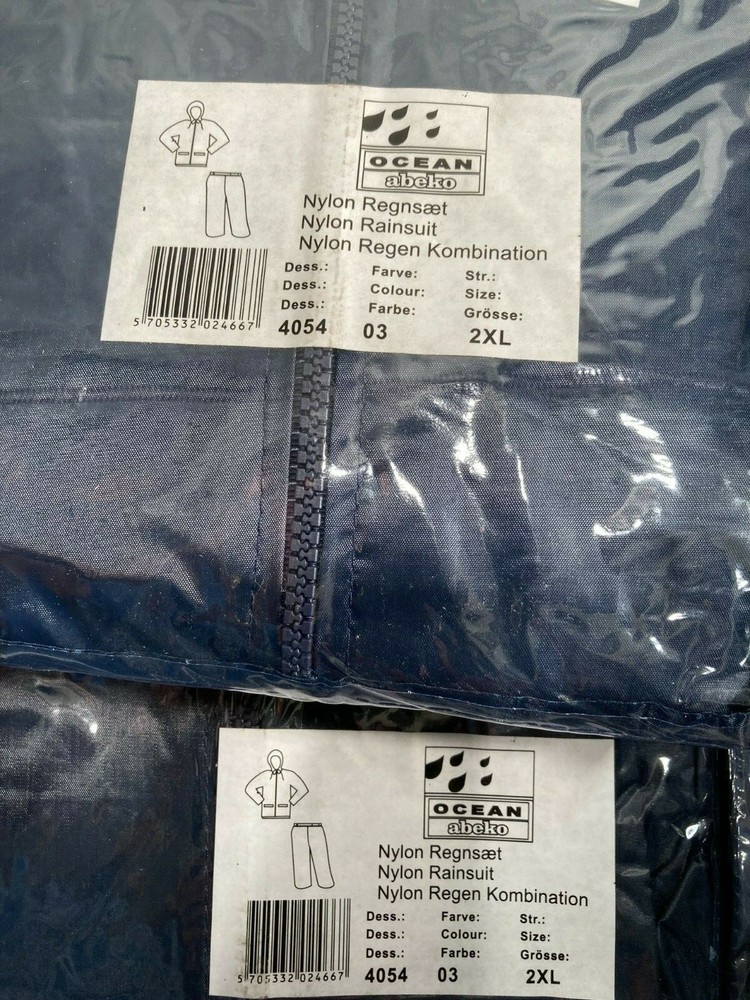 OCEAN
abeko
Nylon Regnsæt
Nylon Rainsuit
Nylon Regen Kombination
Dess.: Farve: Str.:
Dess.: Colour: Size:
Dess.: Farbe: Grösse:
4054 03 2XL
5 705332 024667
OCEAN
abeko
Nylon Regnsæt
Nylon Rainsuit
Nylon Regen Kombination
Dess.: Farve: Str.:
Dess.: Colour: Size:
Dess.: Farbe: Grösse:
4054 03 2XL
5 705332 024667